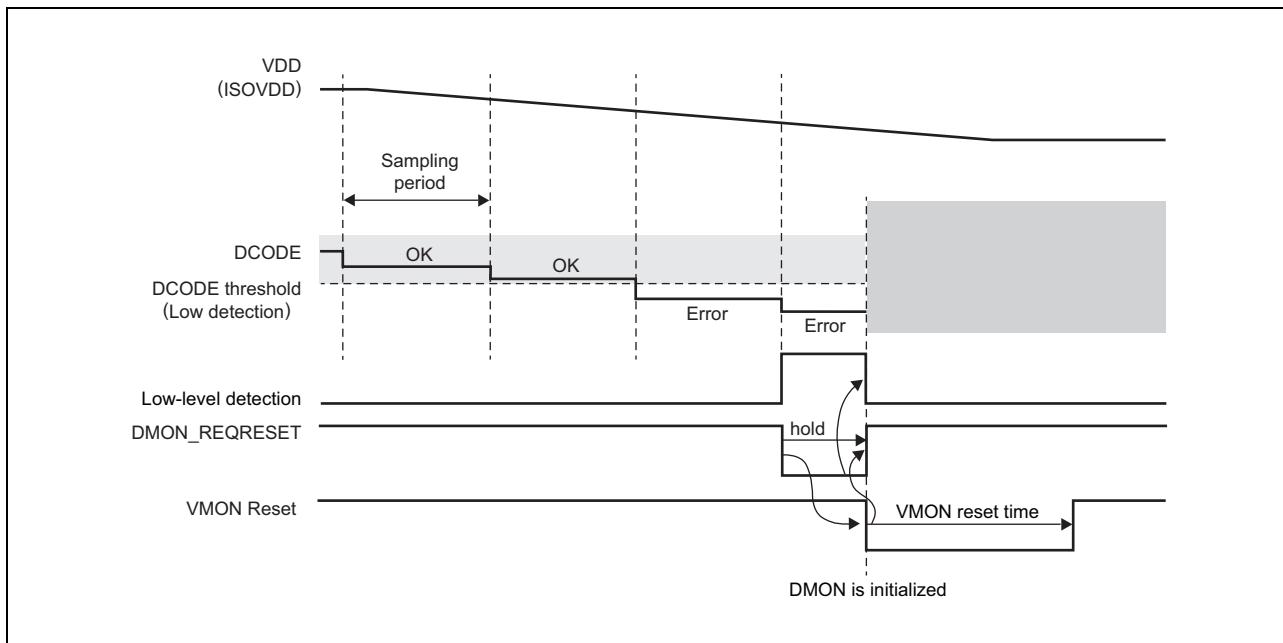 VDD
(ISOVDD)
Sampling
period
DCODE
OK
OK
DCODE threshold
(Low detection)
Error
Error
Low-level detection
DMON_REQRESET
hold
VMON Reset
VMON reset time
DMON is initialized